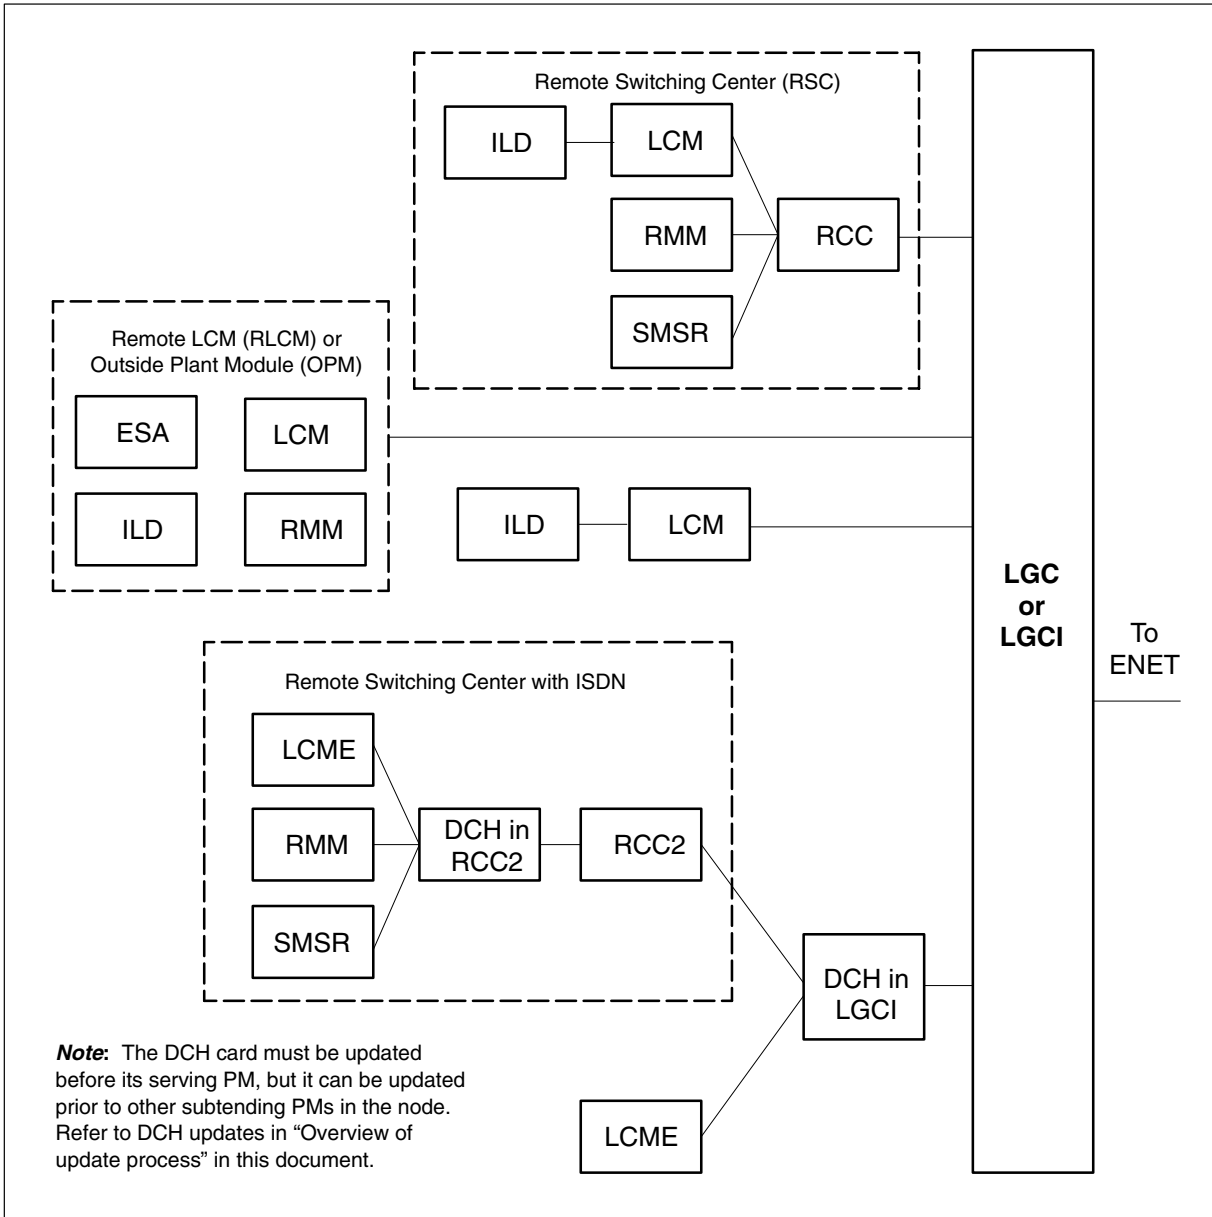 Remote Switching Center (RSC)
ILD
LCM
RMM
RCC
SMSR
Remote LCM (RLCM) or
Outside Plant Module (OPM)
ESA
LCM
ILD
RMM
ILD
LCM
LGC
or
LGCI
To
ENET
Remote Switching Center with ISDN
LCME
RMM
DCH in
RCC2
RCC2
SMSR
DCH in
LGCI
LCME
Note: The DCH card must be updated
before its serving PM, but it can be updated
prior to other subtending PMs in the node.
Refer to DCH updates in “Overview of
update process” in this document.